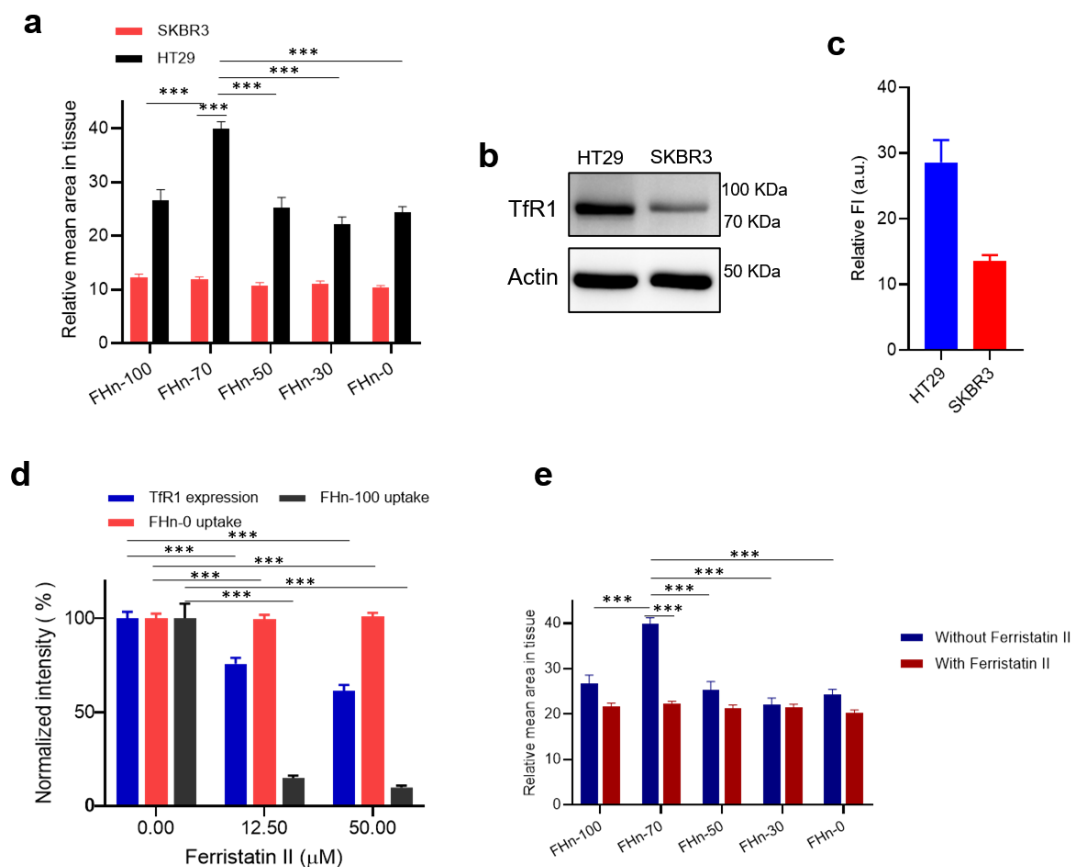 a
SKBR3
HT29
***
***
***
***
***
Relative mean area in tissue
40
30
20
10
0
FHn-100
FHn-70
FHn-50
FHn-30
FHn-0
b
HT29 SKBR3
TfR1
100 KDa
70 KDa
Actin
50 KDa
c
Relative FI (a.u.)
40
30
20
10
0
HT29
SKBR3
d
TfR1 expression
FHn-100 uptake
FHn-0 uptake
***
***
***
***
***
***
Normalized intensity ( % )
100
50
0
0.00 12.50 50.00
Ferristatin II (μM)
e
***
***
***
***
***
Relative mean area in tissue
40
30
20
10
0
FHn-100
FHn-70
FHn-50
FHn-30
FHn-0
Without Ferristatin II
With Ferristatin II